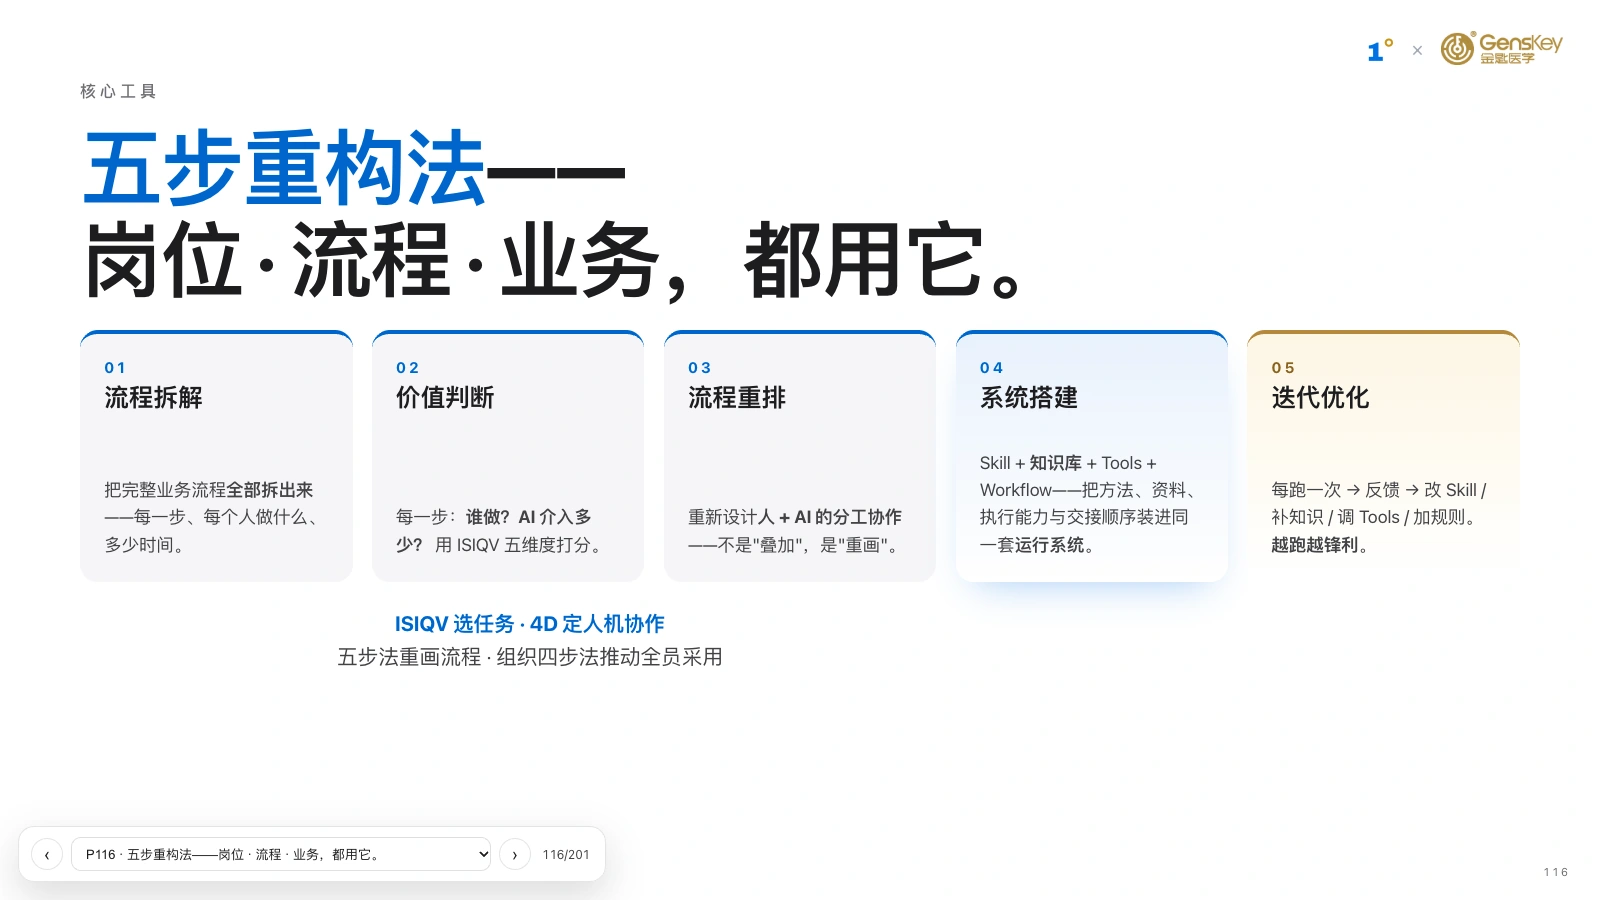 1° × GensKey®
金匙医学
核心工具
五步重构法——
岗位·流程·业务，都用它。
01
流程拆解
把完整业务流程全部拆出来
——每一步、每个人做什么、
多少时间。
02
价值判断
每一步：谁做？AI 介入多
少？ 用 ISIQV 五维度打分。
03
流程重排
重新设计人 + AI 的分工协作
——不是"叠加"，是"重画"。
04
系统搭建
Skill + 知识库 + Tools +
Workflow——把方法、资料、
执行能力与交接顺序装进同
一套运行系统。
05
迭代优化
每跑一次 → 反馈 → 改 Skill /
补知识 / 调 Tools / 加规则。
越跑越锋利。
ISIQV 选任务 · 4D 定人机协作
五步法重画流程 · 组织四步法推动全员采用
‹ P116 · 五步重构法——岗位 · 流程 · 业务，都用它。 › 116/201
116